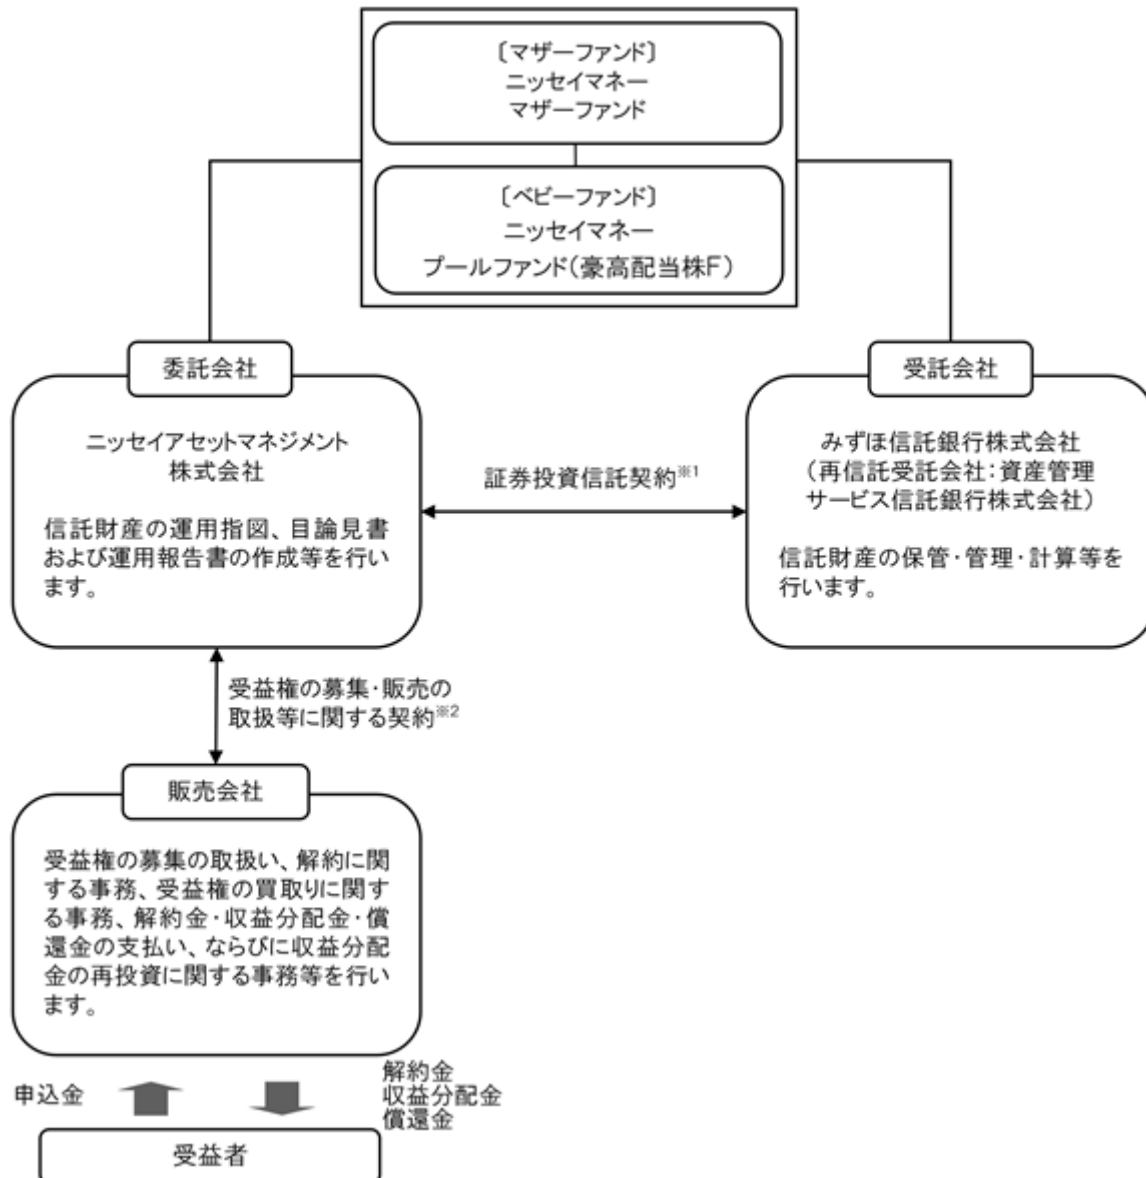 〔マザーファンド〕
ニッセイマネー
マザーファンド
〔ベビーファンド〕
ニッセイマネー
プールファンド(豪高配当株F)
委託会社
ニッセイアセットマネジメント
株式会社
信託財産の運用指図、目論見書
および運用報告書の作成等を行い
ます。
証券投資信託契約※1
受託会社
みずほ信託銀行株式会社
(再信託受託会社:資産管理
サービス信託銀行株式会社)
信託財産の保管・管理・計算等を
行います。
受益権の募集・販売の
取扱等に関する契約※2
販売会社
受益権の募集の取扱い、解約に関
する事務、受益権の買取りに関す
る事務、解約金・収益分配金・償
還金の支払い、ならびに収益分配
金の再投資に関する事務等を行い
ます。
申込金
解約金
収益分配金
償還金
受益者